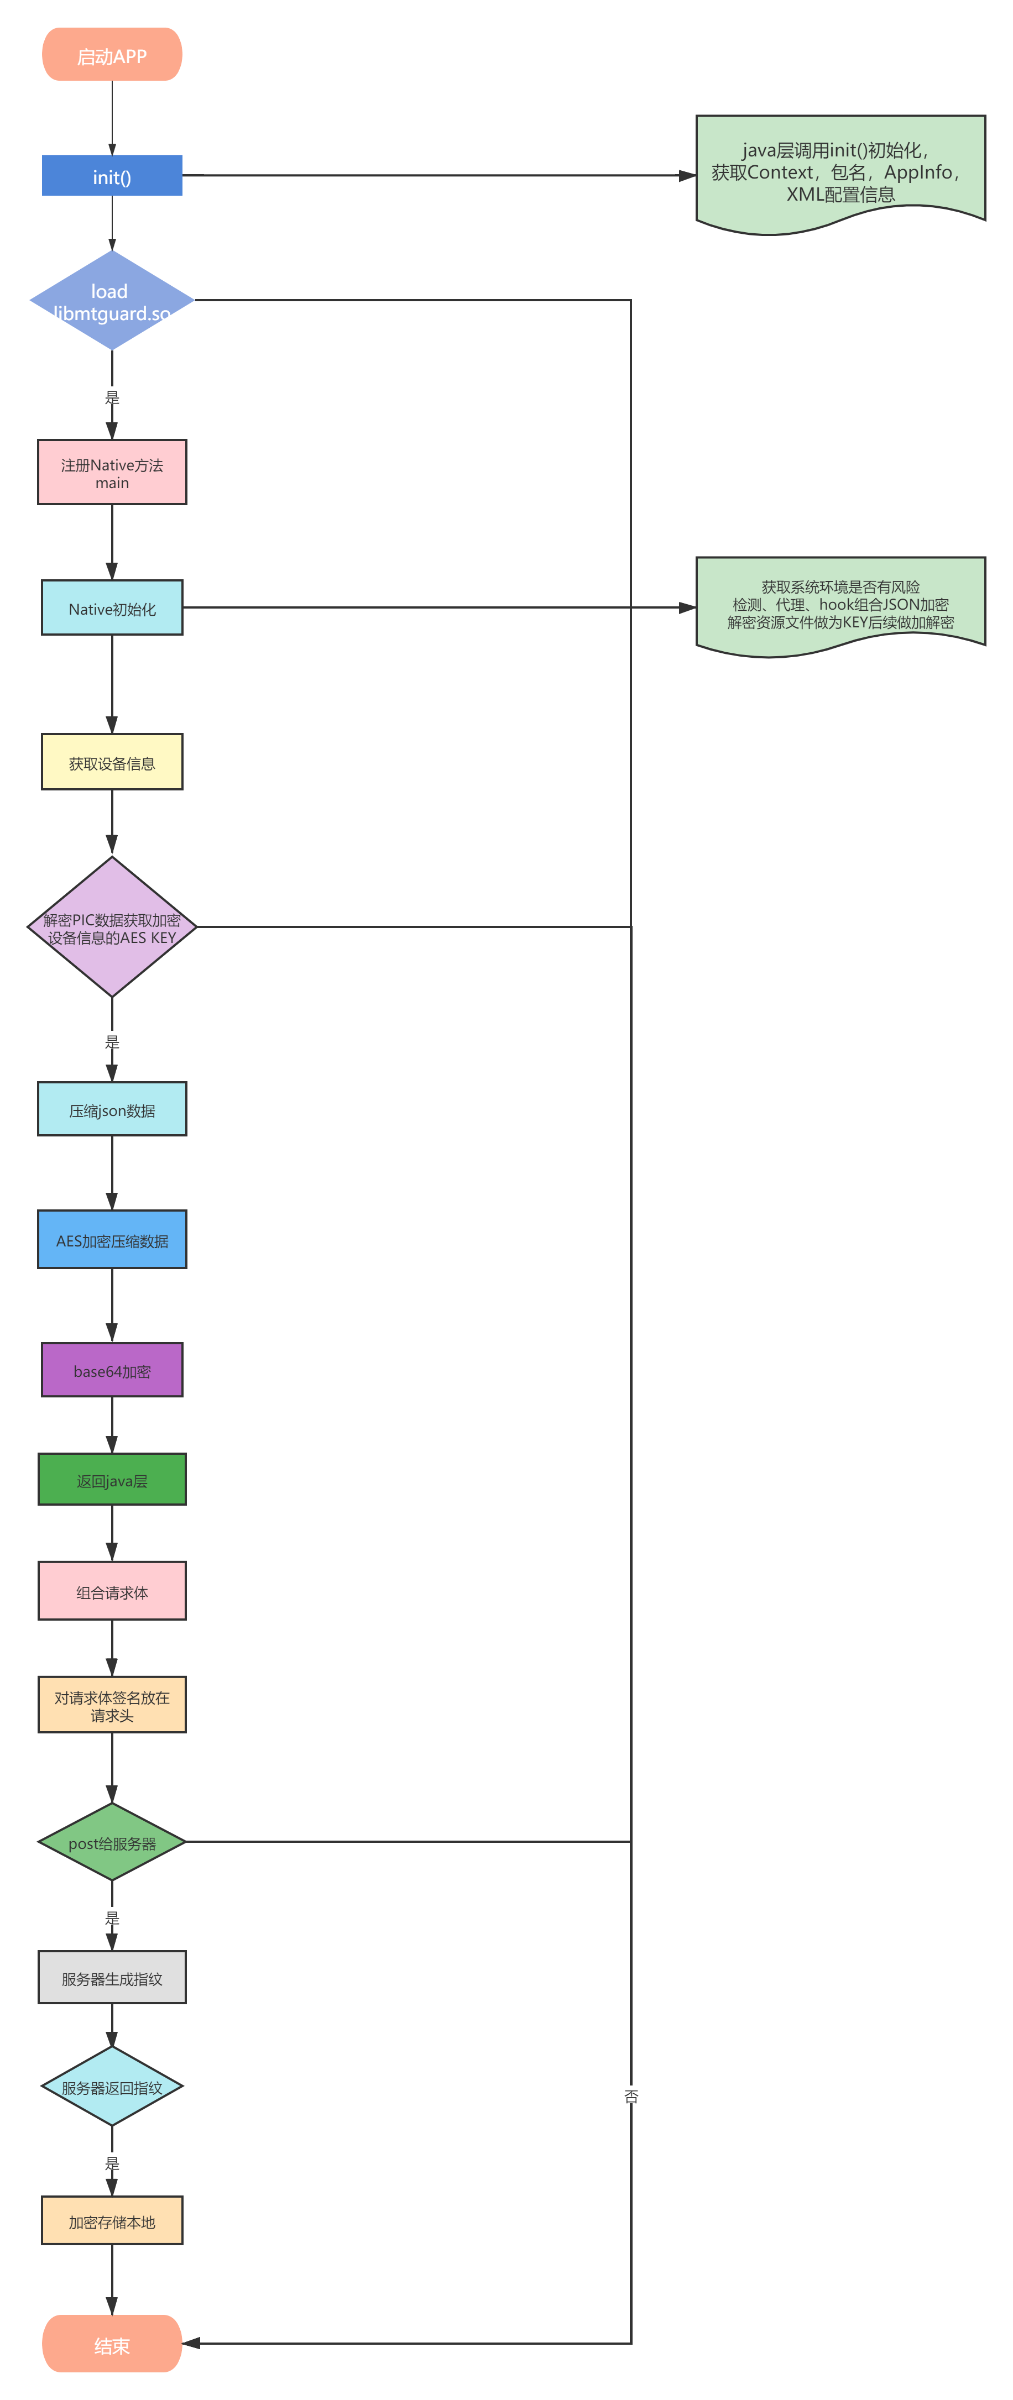 启动APP
init()
java层调用init()初始化，
获取Context，包名，AppInfo，
XML配置信息
load
libmtguard.so
是
注册Native方法
main
Native初始化
获取系统环境是否有风险
检测、代理、hook组合JSON加密
解密资源文件做为KEY后续做加解密
获取设备信息
解密PIC数据获取加密
设备信息的AES KEY
是
压缩json数据
AES加密压缩数据
base64加密
返回java层
组合请求体
对请求体签名放在
请求头
post给服务器
是
服务器生成指纹
服务器返回指纹
否
是
加密存储本地
结束